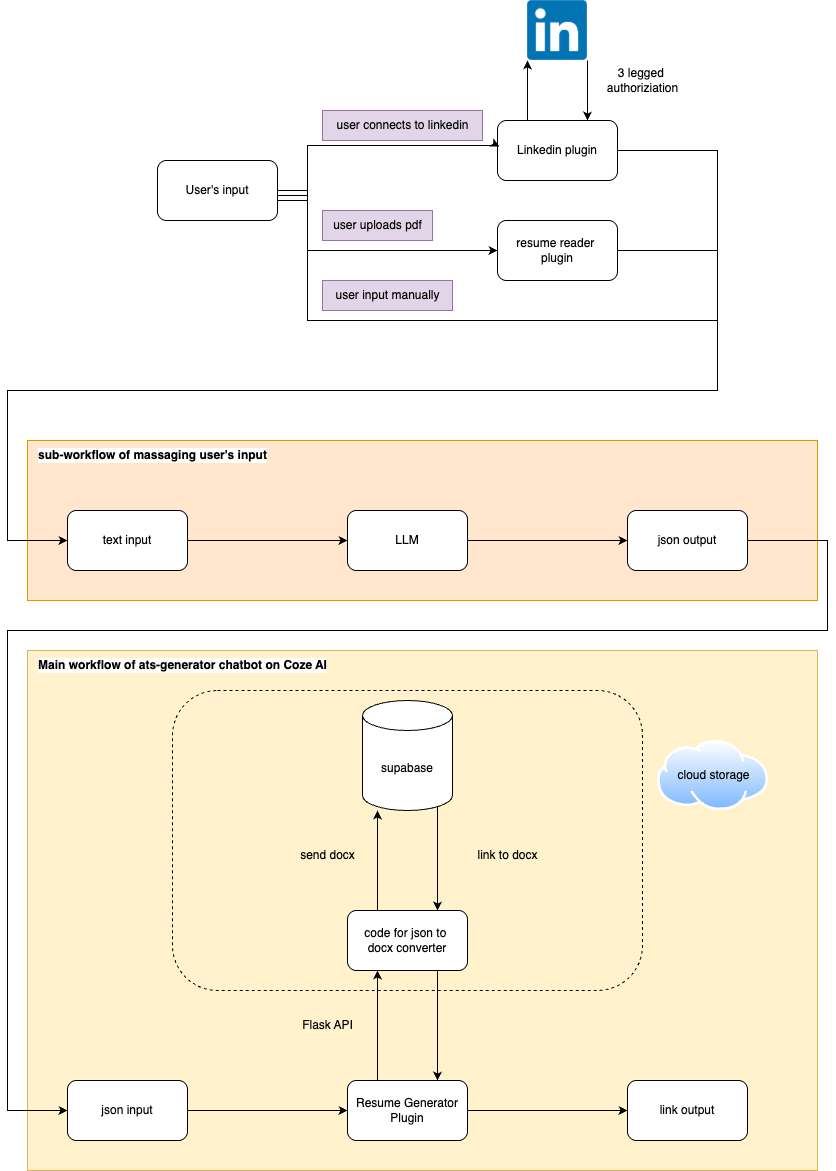 in
3 legged
authoriziation
user connects to linkedin
Linkedin plugin
User's input
user uploads pdf
resume reader
plugin
user input manually
sub-workflow of massaging user's input
text input
LLM
json output
Main workflow of ats-generator chatbot on Coze AI
supabase
cloud storage
send docx
link to docx
code for json to
docx converter
Flask API
json input
Resume Generator
Plugin
link output